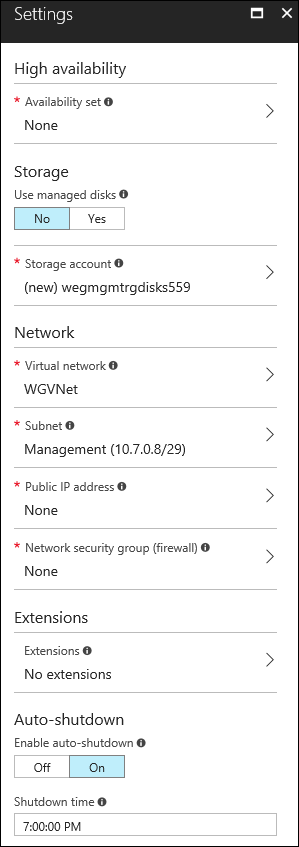 Settings
High availability
* Availability set
None
Storage
Use managed disks
No Yes
* Storage account
(new) wegmgmtrgdisks559
Network
* Virtual network
WGVNet
* Subnet
Management (10.7.0.8/29)
* Public IP address
None
* Network security group (firewall)
None
Extensions
Extensions
No extensions
Auto-shutdown
Enable auto-shutdown
Off On
Shutdown time
7:00:00 PM